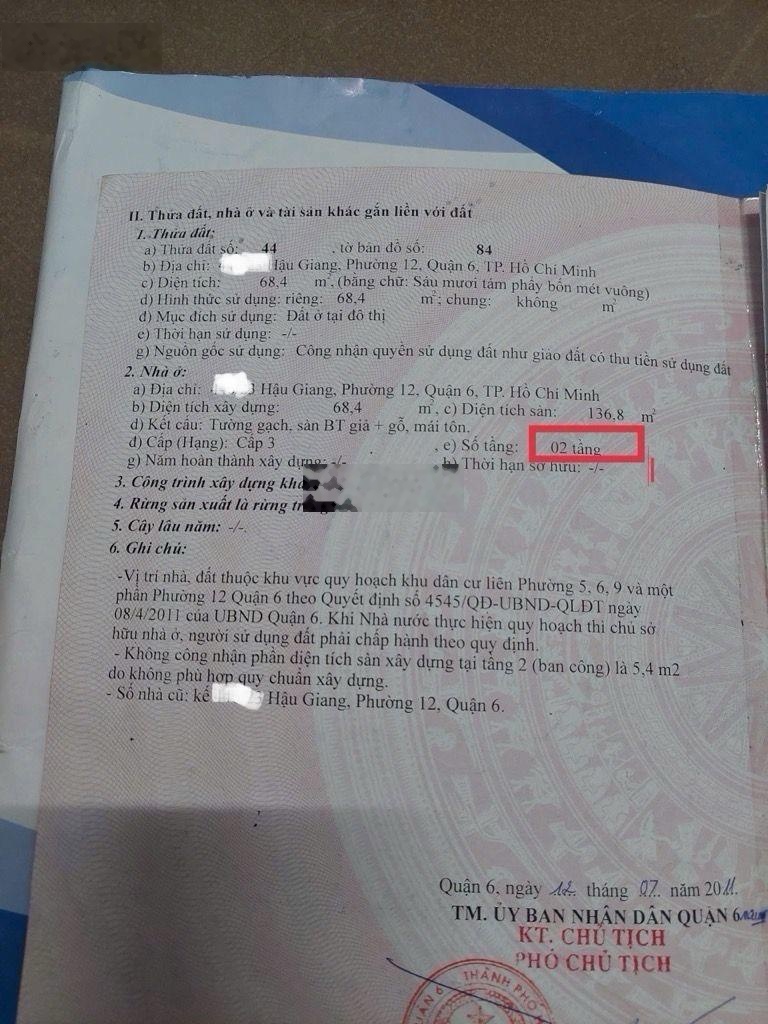 II. Thửa đất, nhà ở và tài sản khác gắn liền với đất
1. Thửa đất:
a) Thửa đất số: 44 , tờ bản đồ số: 84
b) Địa chỉ: Hậu Giang, Phường 12, Quận 6, TP. Hồ Chí Minh
c) Diện tích: 68,4 m², (bằng chữ: Sáu mươi tám phẩy bốn mét vuông)
d) Hình thức sử dụng: riêng: 68,4 m²; chung: không m²
đ) Mục đích sử dụng: Đất ở tại đô thị
e) Thời hạn sử dụng: -/-
g) Nguồn gốc sử dụng: Công nhận quyền sử dụng đất như giao đất có thu tiền sử dụng đất
2. Nhà ở:
a) Địa chỉ: 3 Hậu Giang, Phường 12, Quận 6, TP. Hồ Chí Minh
b) Diện tích xây dựng: 68,4 m², c) Diện tích sàn: 136,8 m²
d) Kết cấu: Tường gạch, sàn BT giả + gỗ, mái tôn.
đ) Cấp (Hạng): Cấp 3 , e) Số tầng: 02 tầng
g) Năm hoàn thành xây dựng: -/- h) Thời hạn sở hữu: -/-
3. Công trình xây dựng
4. Rừng sản xuất là rừng
5. Cây lâu năm: -/-.
6. Ghi chú:
-Vị trí nhà, đất thuộc khu vực quy hoạch khu dân cư liên Phường 5, 6, 9 và một
phần Phường 12 Quận 6 theo Quyết định số 4545/QĐ-UBND-QLĐT ngày
08/4/2011 của UBND Quận 6. Khi Nhà nước thực hiện quy hoạch thì chủ sở
hữu nhà ở, người sử dụng đất phải chấp hành theo quy định.
- Không công nhận phần diện tích sàn xây dựng tại tầng 2 (ban công) là 5,4 m2
do không phù hợp quy chuẩn xây dựng.
- Số nhà cũ: kế 23 Hậu Giang, Phường 12, Quận 6.
Quận 6, ngày 12 tháng 07 năm 2011.
TM. ỦY BAN NHÂN DÂN QUẬN 6
KT. CHỦ TỊCH
PHÓ CHỦ TỊCH
QUẬN 6 THÀNH PHỐ